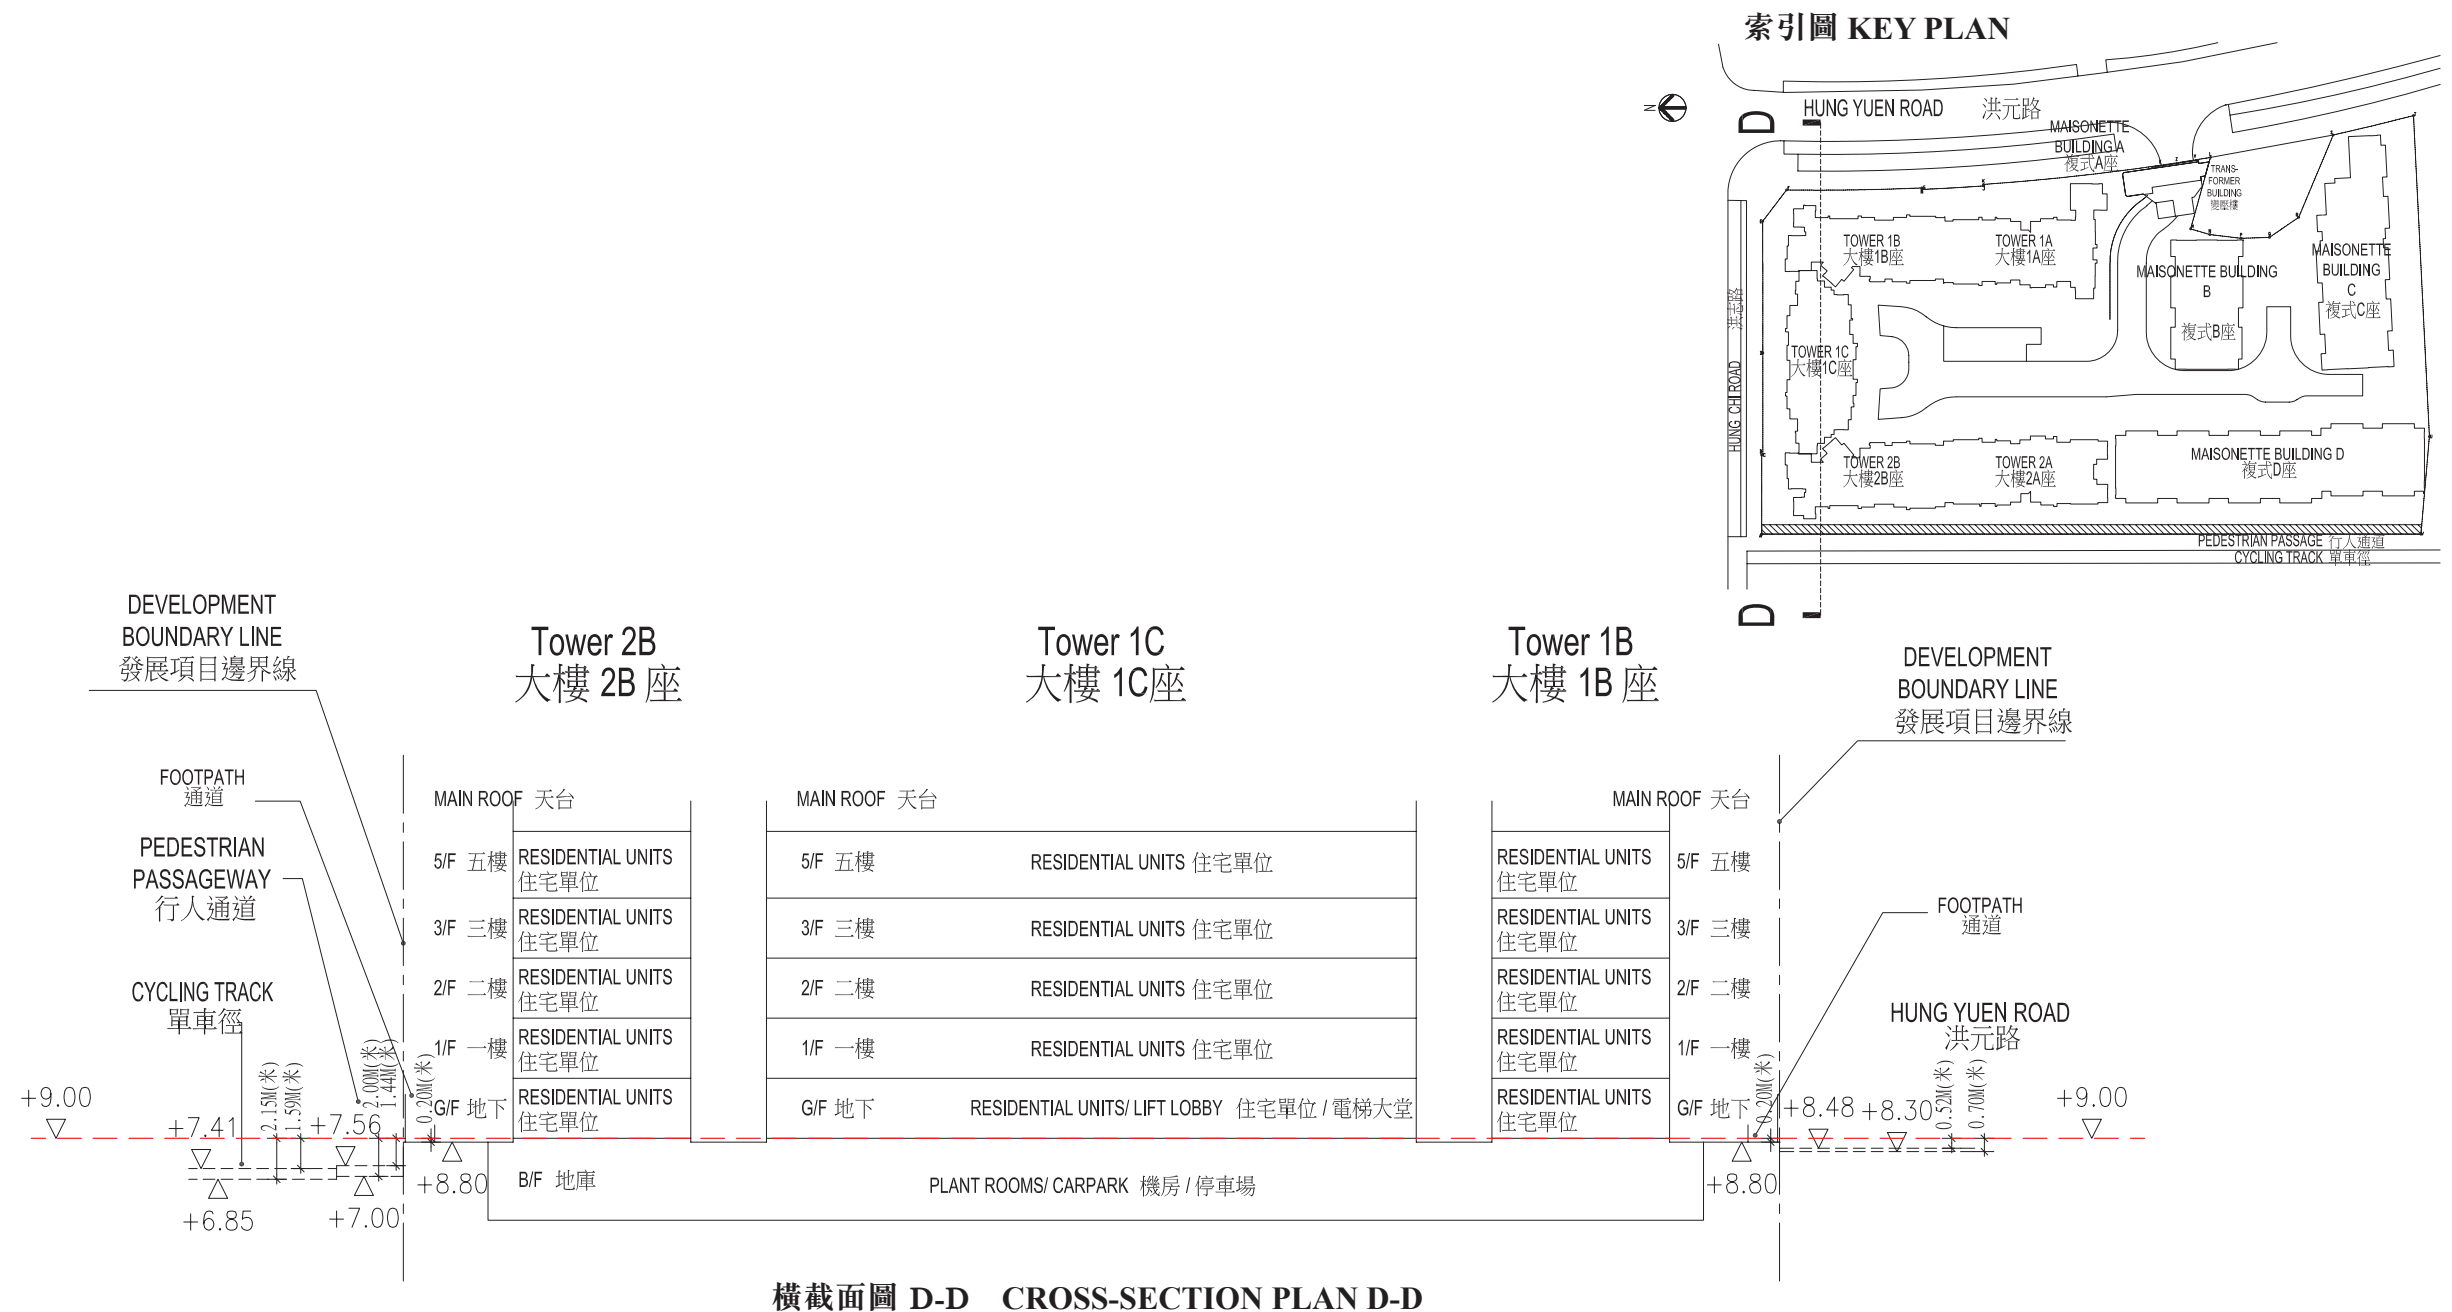 索引圖 KEY PLAN
N
D
HUNG YUEN ROAD 洪元路
MAISONETTE
BUILDING A
複式A座
TRANS-
FORMER
BUILDING
變壓樓
TOWER 1B
大樓1B座
TOWER 1A
大樓1A座
MAISONETTE BUILDING
B
複式B座
MAISONETTE
BUILDING
C
複式C座
洪志路
HUNG CHI ROAD
TOWER 1C
大樓1C座
TOWER 2B
大樓2B座
TOWER 2A
大樓2A座
MAISONETTE BUILDING D
複式D座
PEDESTRIAN PASSAGE 行人通道
CYCLING TRACK 單車徑
D
DEVELOPMENT
BOUNDARY LINE
發展項目邊界線
Tower 2B
大樓 2B 座
Tower 1C
大樓 1C座
Tower 1B
大樓 1B 座
DEVELOPMENT
BOUNDARY LINE
發展項目邊界線
FOOTPATH
通道
PEDESTRIAN
PASSAGEWAY
行人通道
CYCLING TRACK
單車徑
MAIN ROOF 天台
MAIN ROOF 天台
MAIN ROOF 天台
5/F 五樓
RESIDENTIAL UNITS
住宅單位
5/F 五樓
RESIDENTIAL UNITS 住宅單位
RESIDENTIAL UNITS
住宅單位
5/F 五樓
3/F 三樓
RESIDENTIAL UNITS
住宅單位
3/F 三樓
RESIDENTIAL UNITS 住宅單位
RESIDENTIAL UNITS
住宅單位
3/F 三樓
2/F 二樓
RESIDENTIAL UNITS
住宅單位
2/F 二樓
RESIDENTIAL UNITS 住宅單位
RESIDENTIAL UNITS
住宅單位
2/F 二樓
1/F 一樓
RESIDENTIAL UNITS
住宅單位
1/F 一樓
RESIDENTIAL UNITS 住宅單位
RESIDENTIAL UNITS
住宅單位
1/F 一樓
G/F 地下
RESIDENTIAL UNITS
住宅單位
G/F 地下
RESIDENTIAL UNITS/ LIFT LOBBY 住宅單位 / 電梯大堂
RESIDENTIAL UNITS
住宅單位
G/F 地下
FOOTPATH
通道
HUNG YUEN ROAD
洪元路
+9.00
+7.41
2.15M(米)
1.59M(米)
+7.56
2.00M(米)
1.44M(米)
0.20M(米)
0.20M(米)
+8.48
+8.30
0.52M(米)
0.70M(米)
+9.00
+6.85
+7.00
+8.80
B/F 地庫
PLANT ROOMS/ CARPARK 機房 / 停車場
+8.80
橫截面圖 D-D CROSS-SECTION PLAN D-D